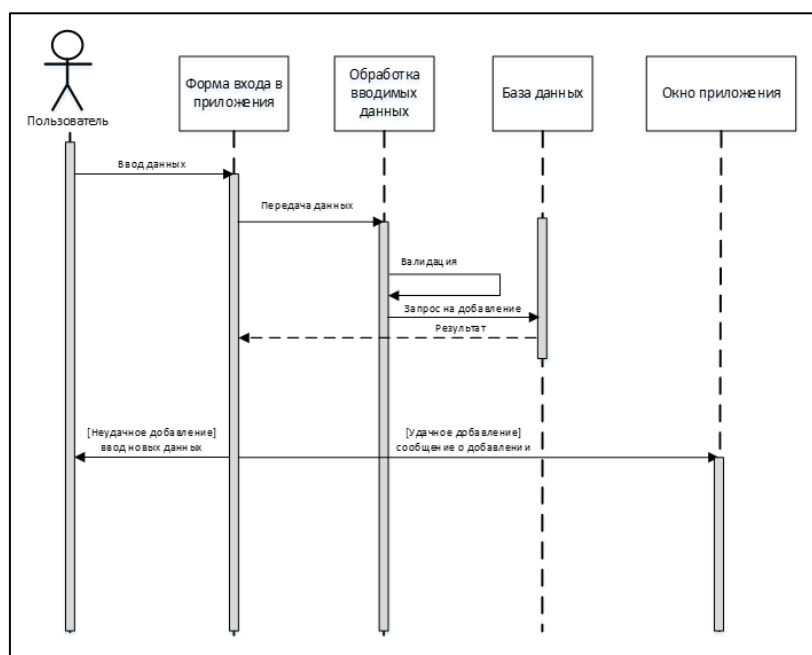 Пользователь
Форма входа в
приложения
Обработка
вводимых
данных
База данных
Окно приложения
Ввод данных
Передача данных
Валидация
Запрос на добавление
Результат
[Неудачное добавление]
ввод новых данных
[Удачное добавление]
сообщение о добавлении